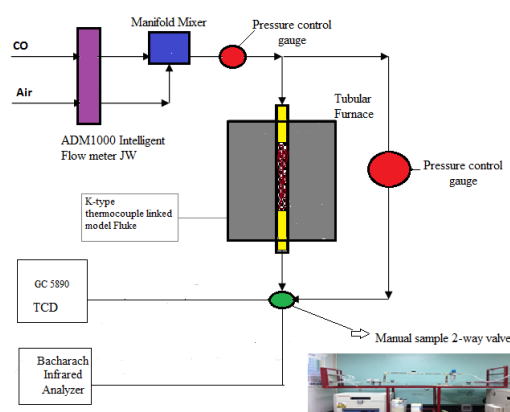 Manifold Mixer
Pressure control
gauge
CO
Air
Tubular
Furnace
ADM1000 Intelligent
Flow meter JW
Pressure control
gauge
K-type
thermocouple linked
model Fluke
GC 5890
TCD
Manual sample 2-way valve
Bacharach
Infrared
Analyzer